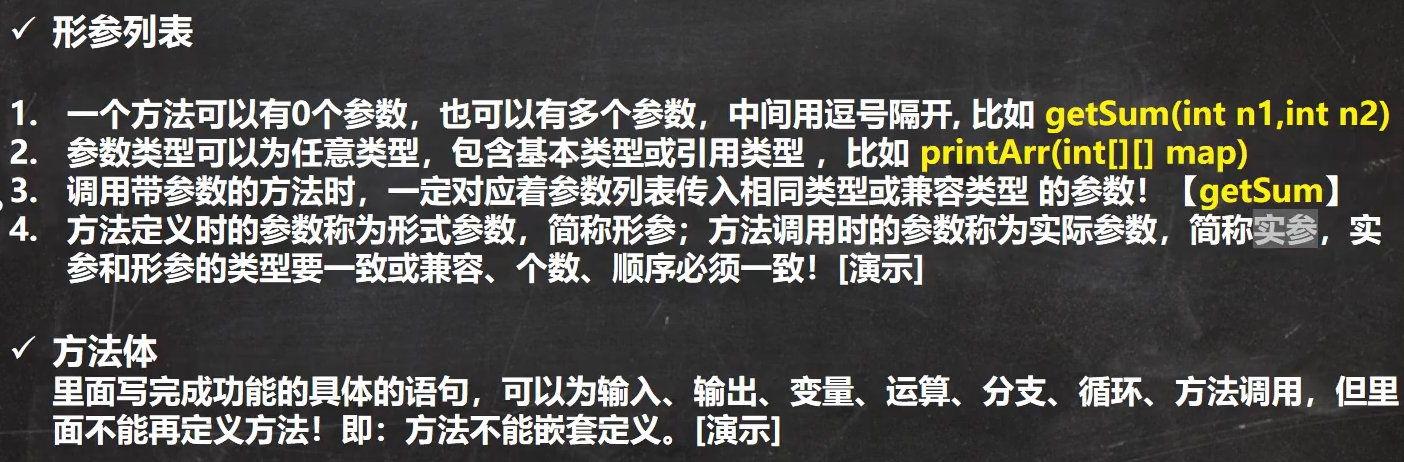 ✓ 形参列表
1. 一个方法可以有0个参数，也可以有多个参数，中间用逗号隔开, 比如 getSum(int n1,int n2)
2. 参数类型可以为任意类型，包含基本类型或引用类型 ，比如 printArr(int[][] map)
3. 调用带参数的方法时，一定对应着参数列表传入相同类型或兼容类型 的参数！【getSum】
4. 方法定义时的参数称为形式参数，简称形参；方法调用时的参数称为实际参数，简称实参，实
参和形参的类型要一致或兼容、个数、顺序必须一致！[演示]
✓ 方法体
里面写完成功能的具体的语句，可以为输入、输出、变量、运算、分支、循环、方法调用，但里
面不能再定义方法！即：方法不能嵌套定义。[演示]